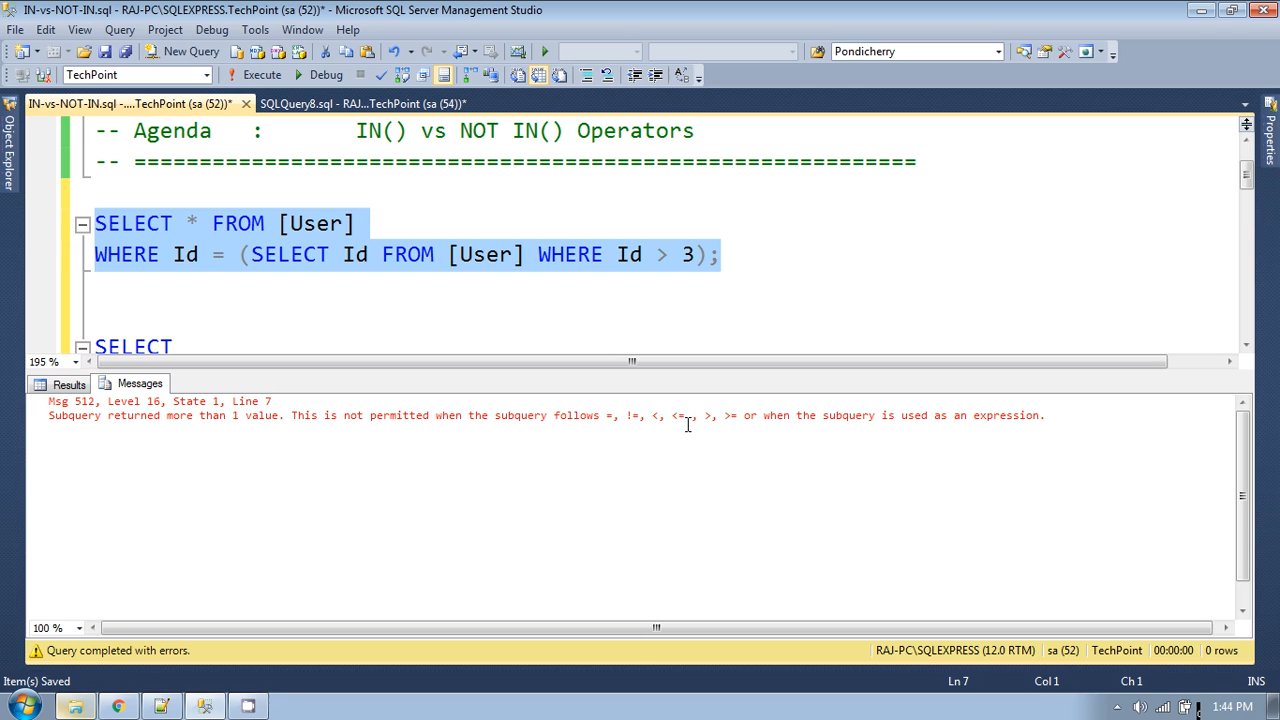 IN-vs-NOT-IN.sql - RAJ-PC\SQLEXPRESS.TechPoint (sa (52))* - Microsoft SQL Server Management Studio
File Edit View Query Project Debug Tools Window Help
New Query Pondicherry
TechPoint Execute Debug
IN-vs-NOT-IN.sql -....TechPoint (sa (52))* SQLQuery8.sql - RAJ...TechPoint (sa (54))*
Object Explorer
Properties
-- Agenda : IN() vs NOT IN() Operators
-- ============================================================
SELECT * FROM [User]
WHERE Id = (SELECT Id FROM [User] WHERE Id > 3);
SELECT
195 %
Results Messages
Msg 512, Level 16, State 1, Line 7
Subquery returned more than 1 value. This is not permitted when the subquery follows =, !=, <, <= , >, >= or when the subquery is used as an expression.
100 %
Query completed with errors. RAJ-PC\SQLEXPRESS (12.0 RTM) sa (52) TechPoint 00:00:00 0 rows
Item(s) Saved Ln 7 Col 1 Ch 1 INS
1:44 PM